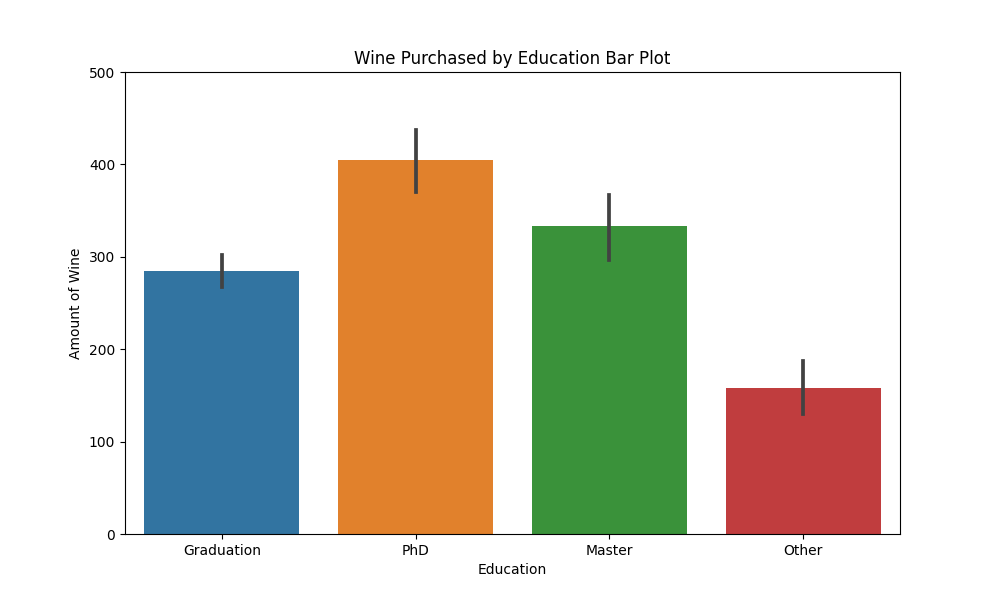 Wine Purchased by Education Bar Plot
500
400
300
200
100
0
Amount of Wine
Graduation PhD Master Other
Education